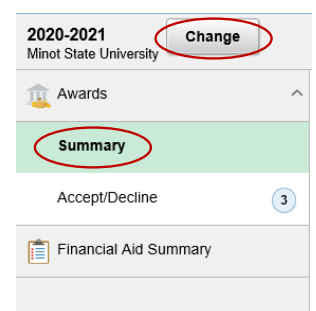 2020-2021
Change
Minot State University
Awards
Summary
Accept/Decline 3
Financial Aid Summary